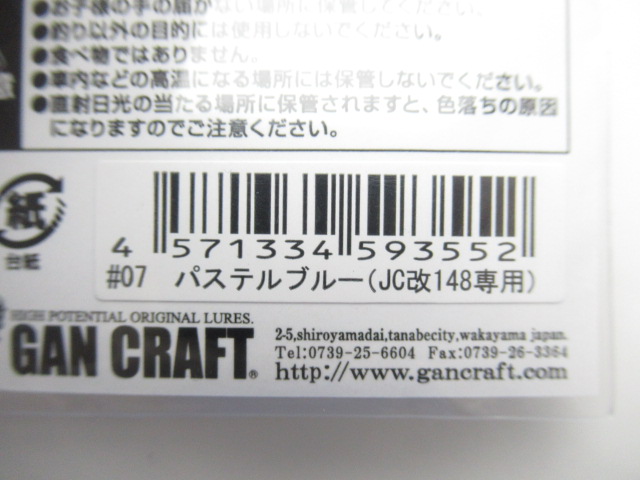 ●お子様の手の届かない場所に保管してください。
●釣り以外の目的には使用しないでください。
●食べ物ではありません。
●車内などの高温になる場所には保管しないでください。
●直射日光の当たる場所に保管されますと、色落ちの原因
になりますのでご注意ください。
紙
台紙
4 571334 593552
#07 パステルブルー(JC改148専用)
HIGH POTENTIAL ORIGINAL LURES.
GAN CRAFT®
2-5,shiroyamadai,tanabecity,wakayama japan.
Tel:0739-25-6604 Fax:0739-26-3364
http://www.gancraft.com